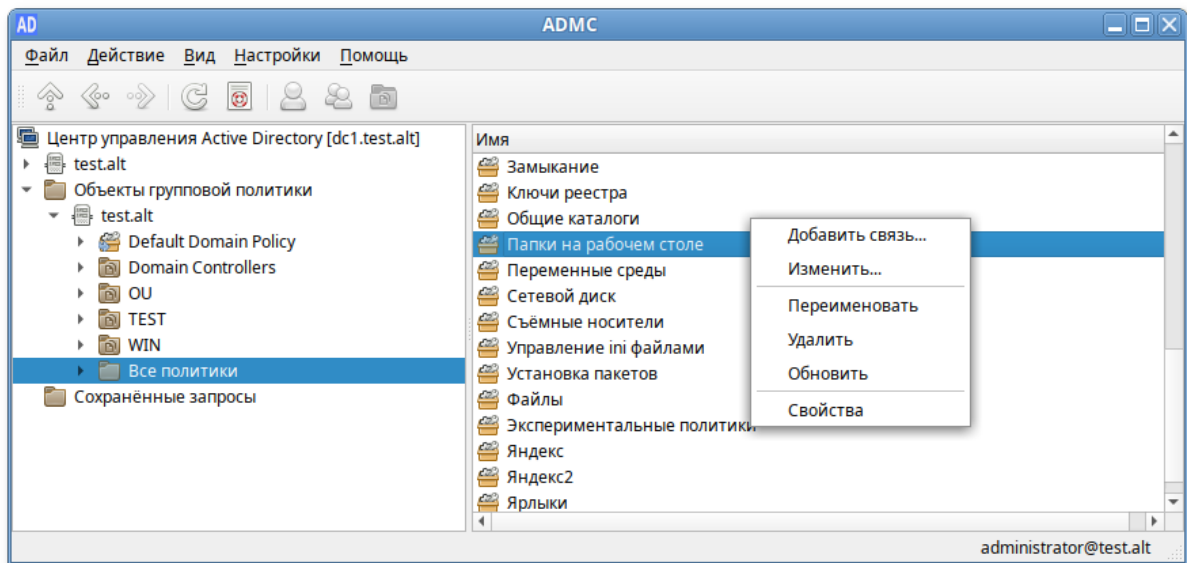 AD ADMC
Файл Действие Вид Настройки Помощь
Центр управления Active Directory [dc1.test.alt]
test.alt
Объекты групповой политики
test.alt
Default Domain Policy
Domain Controllers
OU
TEST
WIN
Все политики
Сохранённые запросы
Имя
Замыкание
Ключи реестра
Общие каталоги
Папки на рабочем столе
Переменные среды
Сетевой диск
Съёмные носители
Управление ini файлами
Установка пакетов
Файлы
Экспериментальные политики
Яндекс
Яндекс2
Ярлыки
Добавить связь...
Изменить...
Переименовать
Удалить
Обновить
Свойства
administrator@test.alt